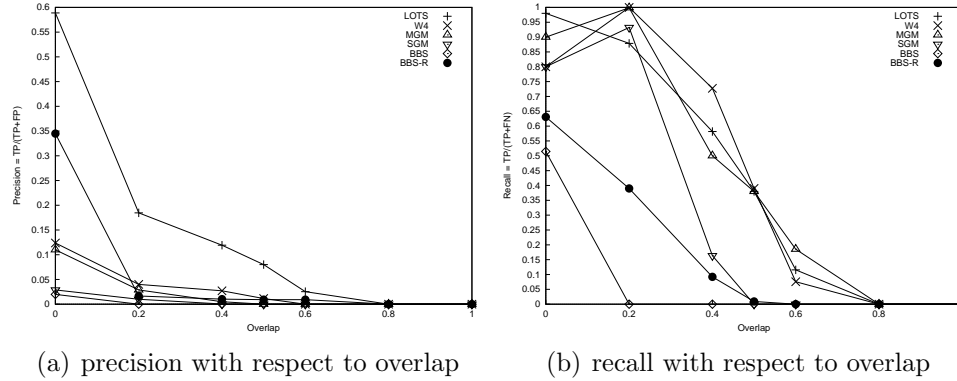 0.6
0.55
0.5
0.45
0.4
0.35
0.3
0.25
0.2
0.15
0.1
0.05
0
Precision = TP/(TP+FP)
0 0.2 0.4 0.6 0.8 1
Overlap
LOTS
W4
MGM
SGM
BBS
BBS-R
(a) precision with respect to overlap
1
0.95
0.9
0.85
0.8
0.75
0.7
0.65
0.6
0.55
0.5
0.45
0.4
0.35
0.3
0.25
0.2
0.15
0.1
0.05
0
Recall = TP/(TP+FN)
0 0.2 0.4 0.6 0.8
Overlap
LOTS
W4
MGM
SGM
BBS
BBS-R
(b) recall with respect to overlap